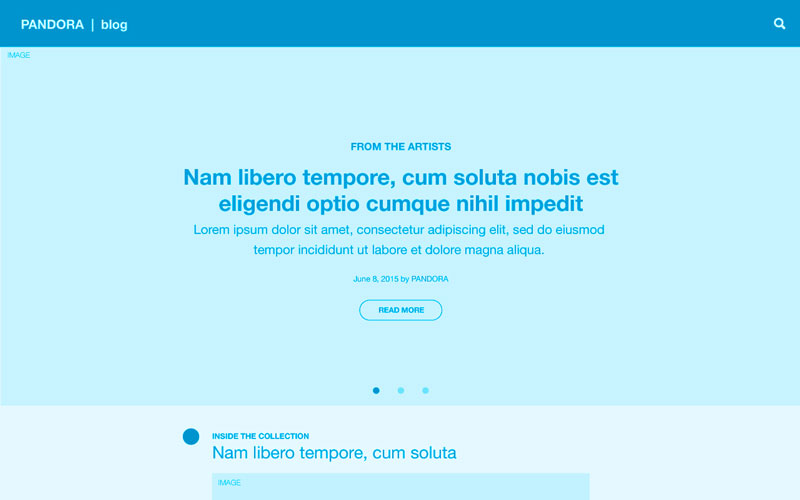 PANDORA | blog
IMAGE
FROM THE ARTISTS
Nam libero tempore, cum soluta nobis est
eligendi optio cumque nihil impedit
Lorem ipsum dolor sit amet, consectetur adipiscing elit, sed do eiusmod
tempor incididunt ut labore et dolore magna aliqua.
June 8, 2015 by PANDORA
READ MORE
INSIDE THE COLLECTION
Nam libero tempore, cum soluta
IMAGE